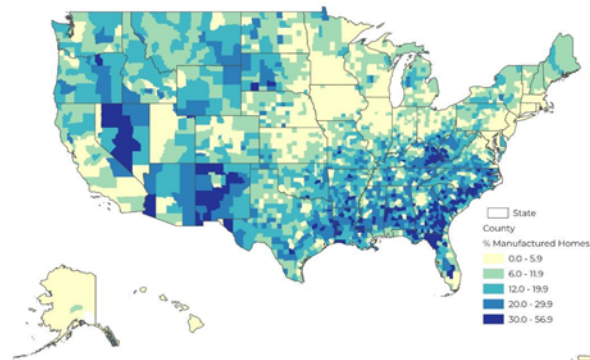 State
County
% Manufactured Homes
0.0 - 5.9
6.0 - 11.9
12.0 - 19.9
20.0 - 29.9
30.0 - 56.9